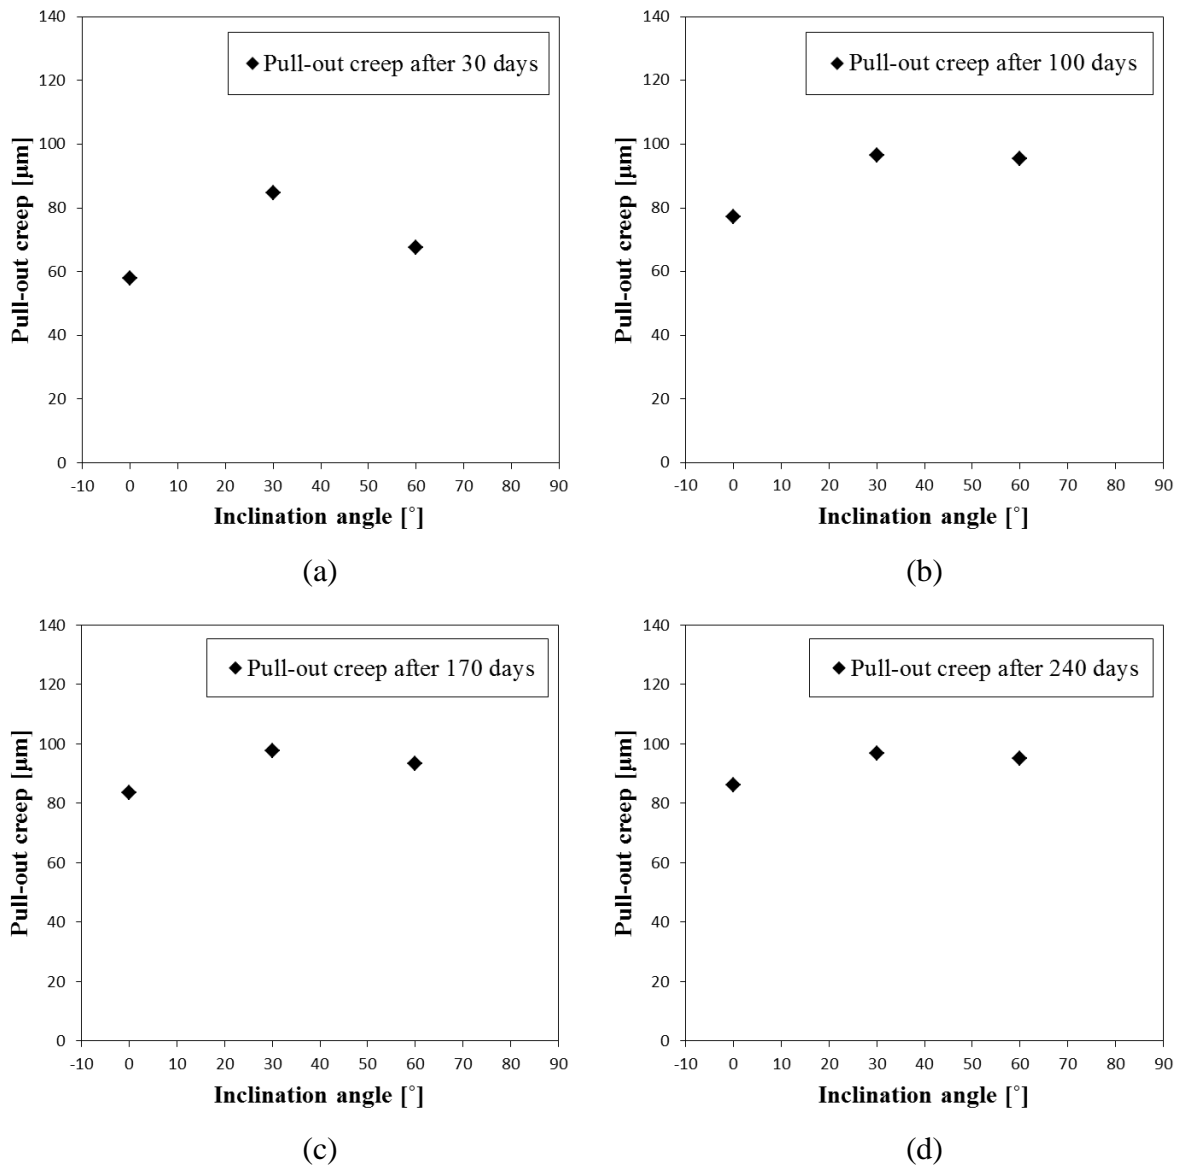 Pull-out creep after 30 days
Pull-out creep [μm]
140
120
100
80
60
40
20
0
-10 0 10 20 30 40 50 60 70 80 90
Inclination angle [°]
(a)
Pull-out creep after 100 days
Pull-out creep [μm]
140
120
100
80
60
40
20
0
-10 0 10 20 30 40 50 60 70 80 90
Inclination angle [°]
(b)
Pull-out creep after 170 days
Pull-out creep [μm]
140
120
100
80
60
40
20
0
-10 0 10 20 30 40 50 60 70 80 90
Inclination angle [°]
(c)
Pull-out creep after 240 days
Pull-out creep [μm]
140
120
100
80
60
40
20
0
-10 0 10 20 30 40 50 60 70 80 90
Inclination angle [°]
(d)